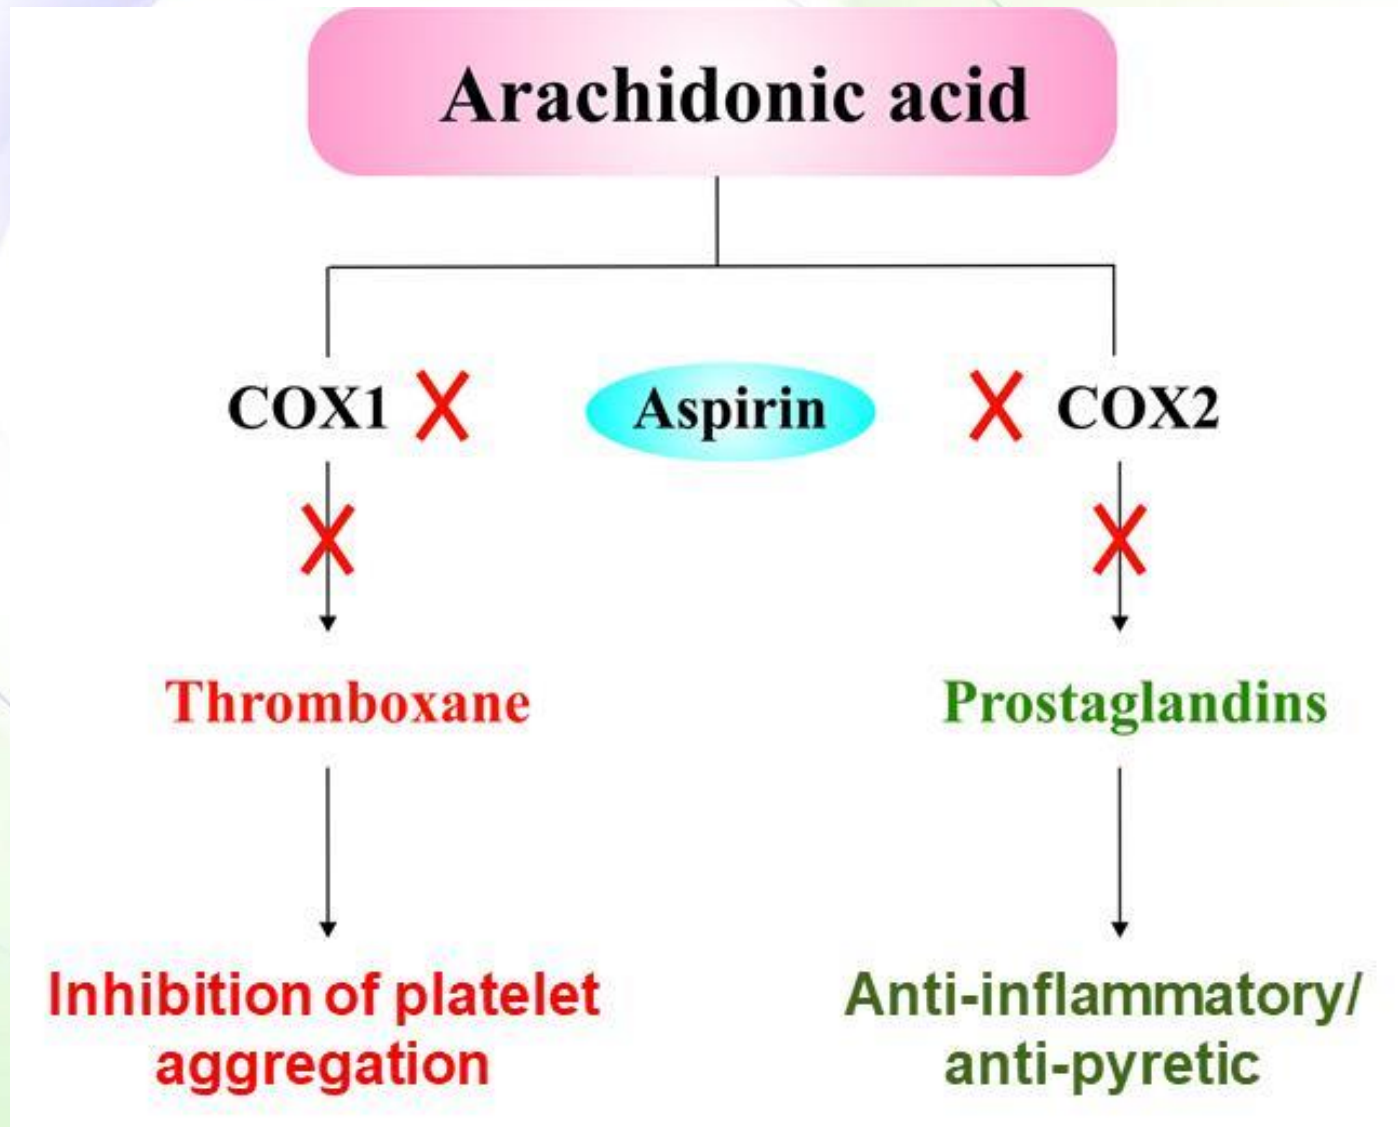 Arachidonic acid
COX1
Aspirin
COX2
Thromboxane
Prostaglandins
Inhibition of platelet
aggregation
Anti-inflammatory/
anti-pyretic